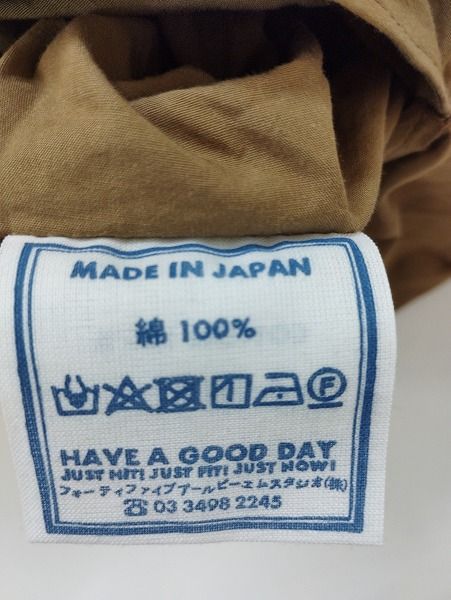 MADE IN JAPAN
綿 100%
F
HAVE A GOOD DAY
JUST HIT! JUST FIT! JUST NOW!
フォーティファイブアールピーエムスタジオ(株)
☎ 03 3498 2245